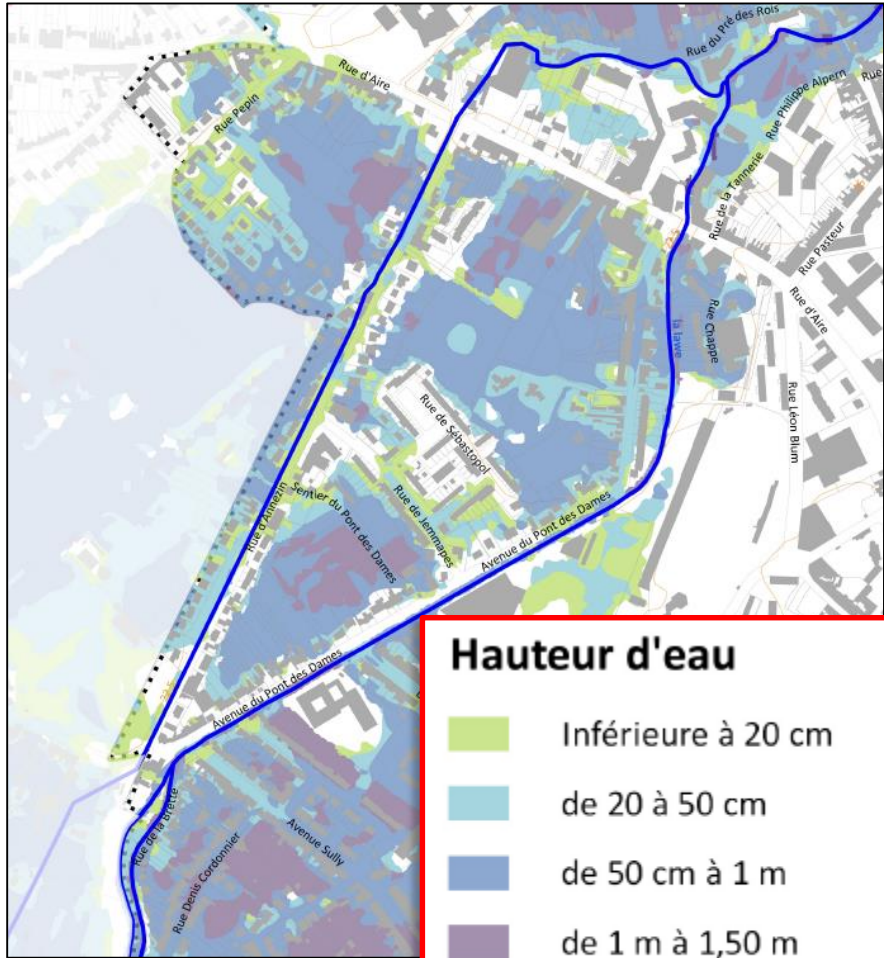 Rue du Pré des Rois
Rue d'Aire
Rue Philippe Alpern
Rue
Rue Pepin
Rue de la Tannerie
Rue Pasteur
Rue d'Aire
Rue Chappe
la lawe
Rue Léon Blum
Rue de Sébastopol
Rue d'Annezin
Sentier du Pont des Dames
Rue de Jemmapes
Avenue du Pont des Dames
Avenue du Pont des Dames
Rue de la Brette
Avenue Sully
Rue Denis Cordonnier
Hauteur d'eau
Inférieure à 20 cm
de 20 à 50 cm
de 50 cm à 1 m
de 1 m à 1,50 m